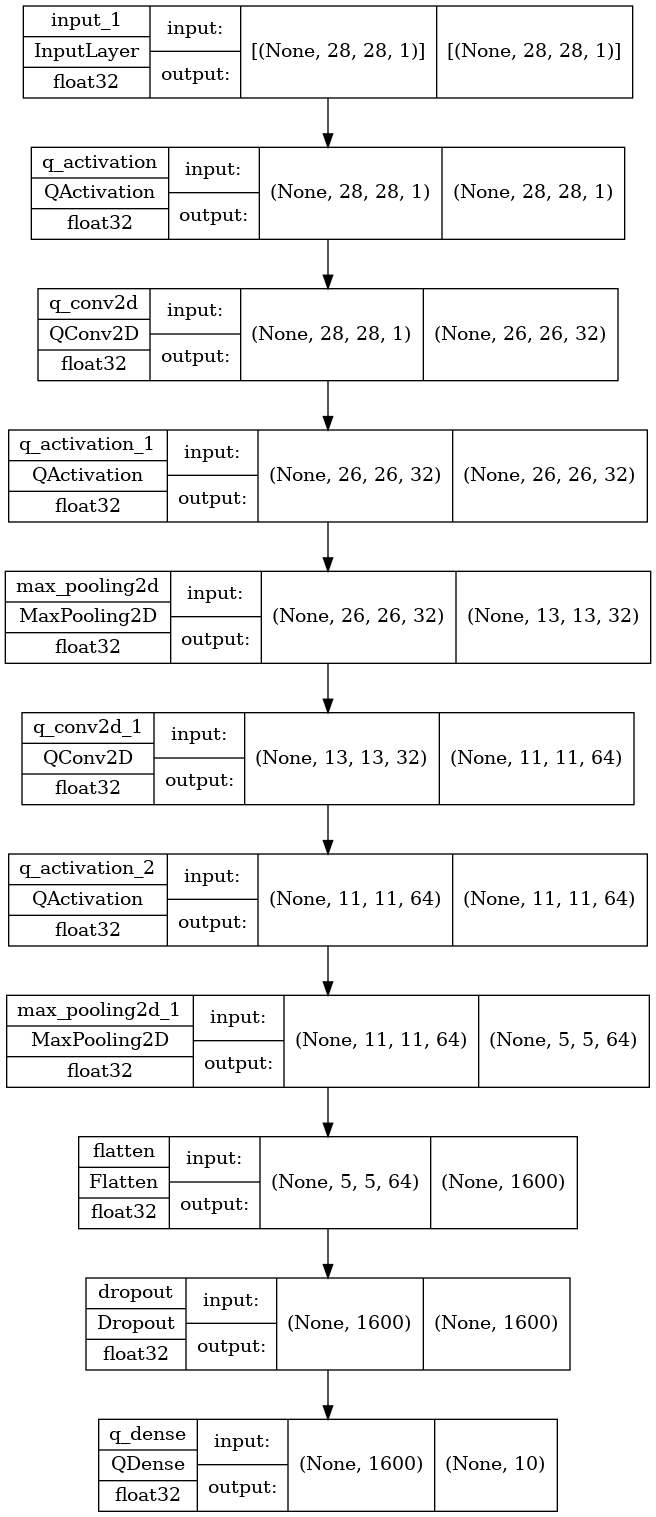 input_1
InputLayer
float32
input:
output:
[(None, 28, 28, 1)]
[(None, 28, 28, 1)]
q_activation
QActivation
float32
input:
output:
(None, 28, 28, 1)
(None, 28, 28, 1)
q_conv2d
QConv2D
float32
input:
output:
(None, 28, 28, 1)
(None, 26, 26, 32)
q_activation_1
QActivation
float32
input:
output:
(None, 26, 26, 32)
(None, 26, 26, 32)
max_pooling2d
MaxPooling2D
float32
input:
output:
(None, 26, 26, 32)
(None, 13, 13, 32)
q_conv2d_1
QConv2D
float32
input:
output:
(None, 13, 13, 32)
(None, 11, 11, 64)
q_activation_2
QActivation
float32
input:
output:
(None, 11, 11, 64)
(None, 11, 11, 64)
max_pooling2d_1
MaxPooling2D
float32
input:
output:
(None, 11, 11, 64)
(None, 5, 5, 64)
flatten
Flatten
float32
input:
output:
(None, 5, 5, 64)
(None, 1600)
dropout
Dropout
float32
input:
output:
(None, 1600)
(None, 1600)
q_dense
QDense
float32
input:
output:
(None, 1600)
(None, 10)